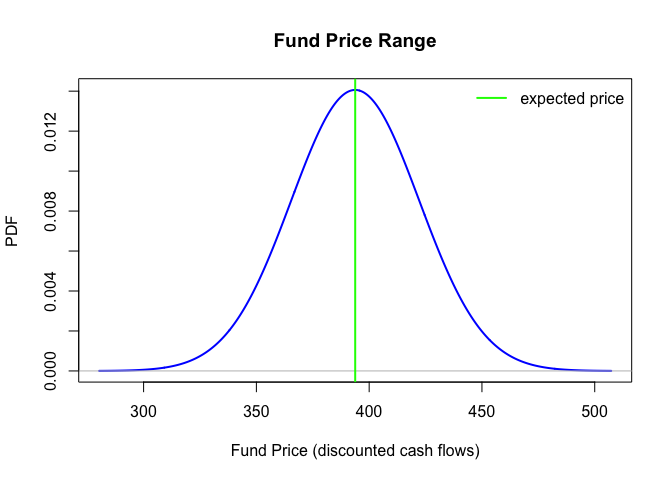 Fund Price Range
expected price
PDF
0.012
0.008
0.004
0.000
300 350 400 450 500
Fund Price (discounted cash flows)